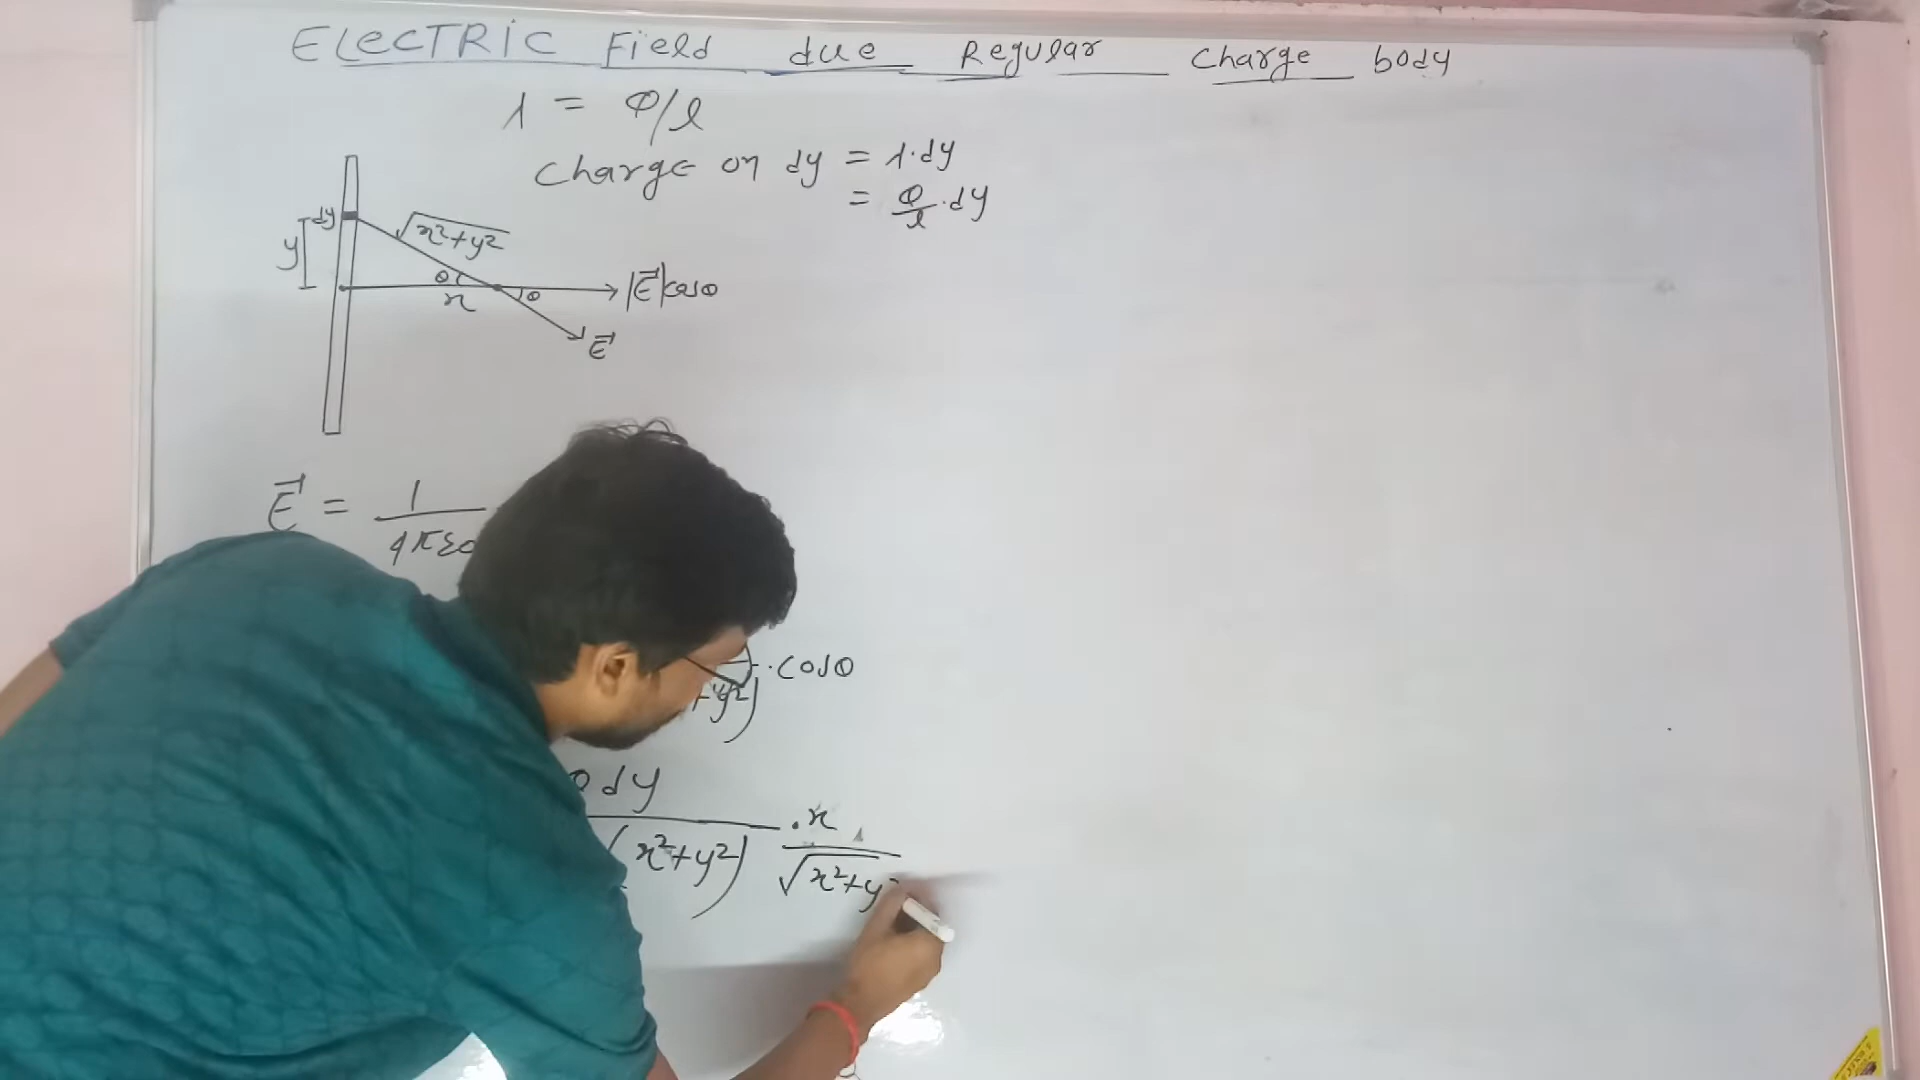 ELECTRIC Field due Regular Charge body
λ = Q/l
Charge on dy = λ·dy
= Q/l · dy
dy
y
√x²+y²
θ
x
θ
|E⃗|cosθ
E⃗
E⃗ = 1/4πε0
+y²) · cosθ
Q dy
(x²+y²) · x/√x²+y²